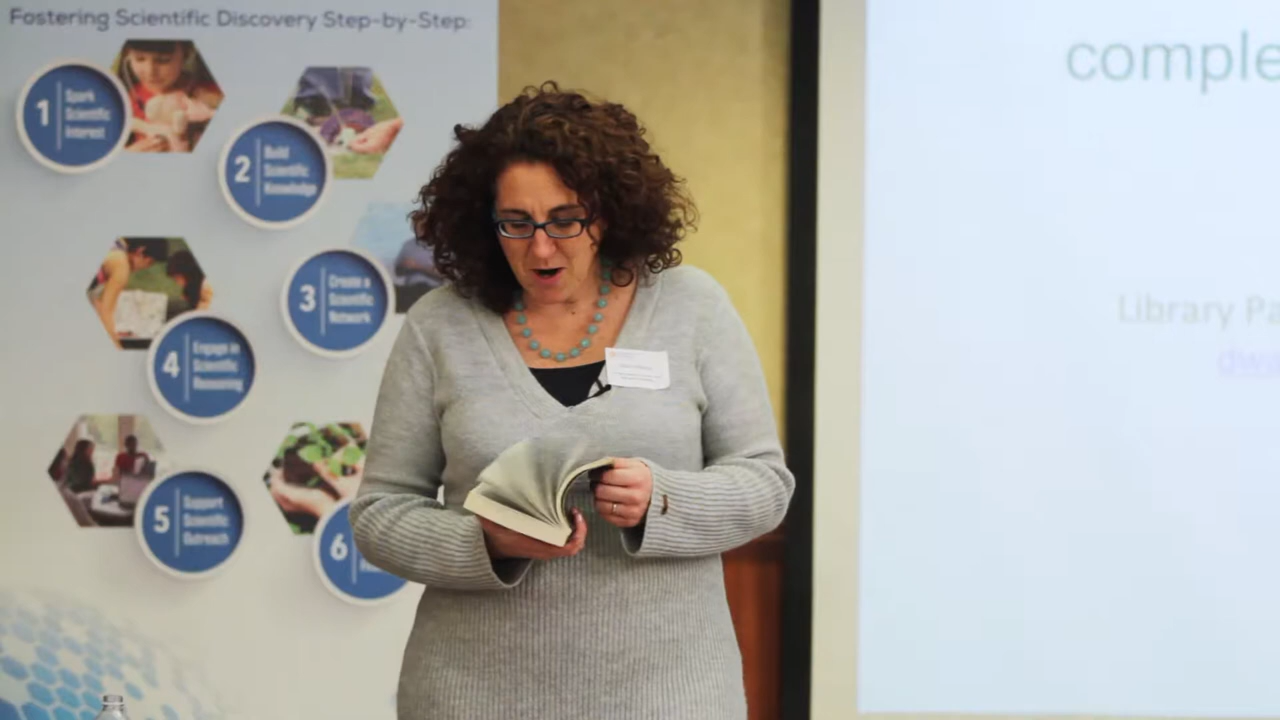 Fostering Scientific Discovery Step-by-Step:
1
Spark
Scientific
Interest
2
Build
Scientific
Knowledge
3
Create a
Scientific
Network
4
Engage in
Scientific
Reasoning
5
Support
Scientific
Outreach
6
comple
Library Pa
dwa